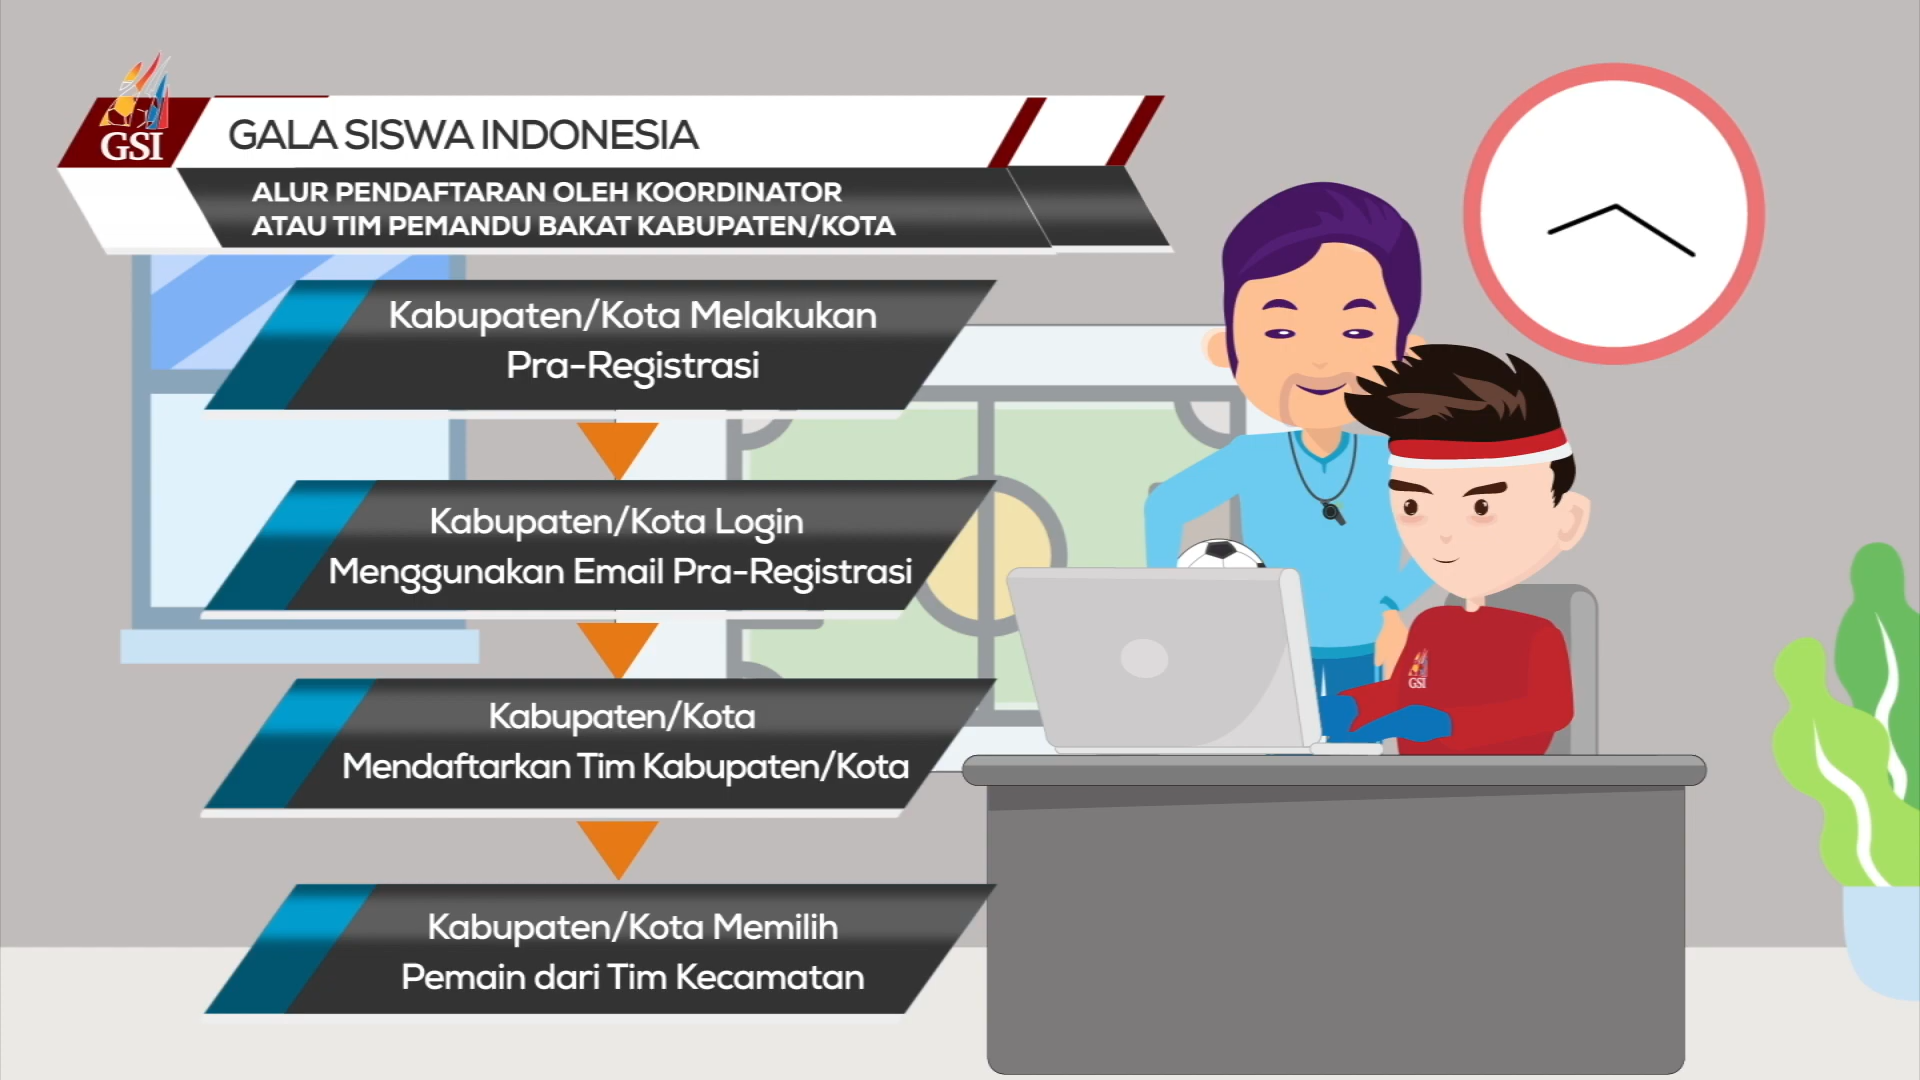 GSI
GALA SISWA INDONESIA
ALUR PENDAFTARAN OLEH KOORDINATOR
ATAU TIM PEMANDU BAKAT KABUPATEN/KOTA
Kabupaten/Kota Melakukan
Pra-Registrasi
Kabupaten/Kota Login
Menggunakan Email Pra-Registrasi
Kabupaten/Kota
Mendaftarkan Tim Kabupaten/Kota
Kabupaten/Kota Memilih
Pemain dari Tim Kecamatan
GSI